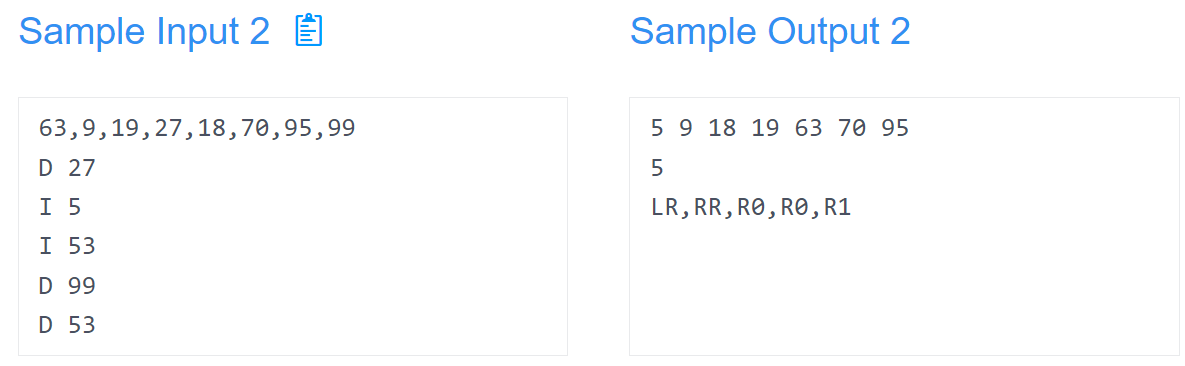 Sample Input 2
63,9,19,27,18,70,95,99
D 27
I 5
I 53
D 99
D 53
Sample Output 2
5 9 18 19 63 70 95
5
LR,RR,R0,R0,R1